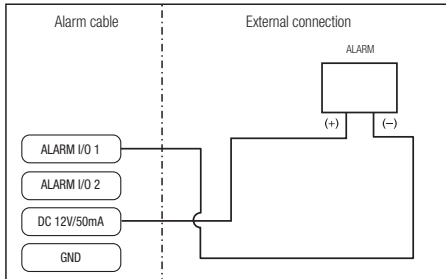 Alarm cable
External connection
ALARM
(+) (−)
ALARM I/O 1
ALARM I/O 2
DC 12V/50mA
GND